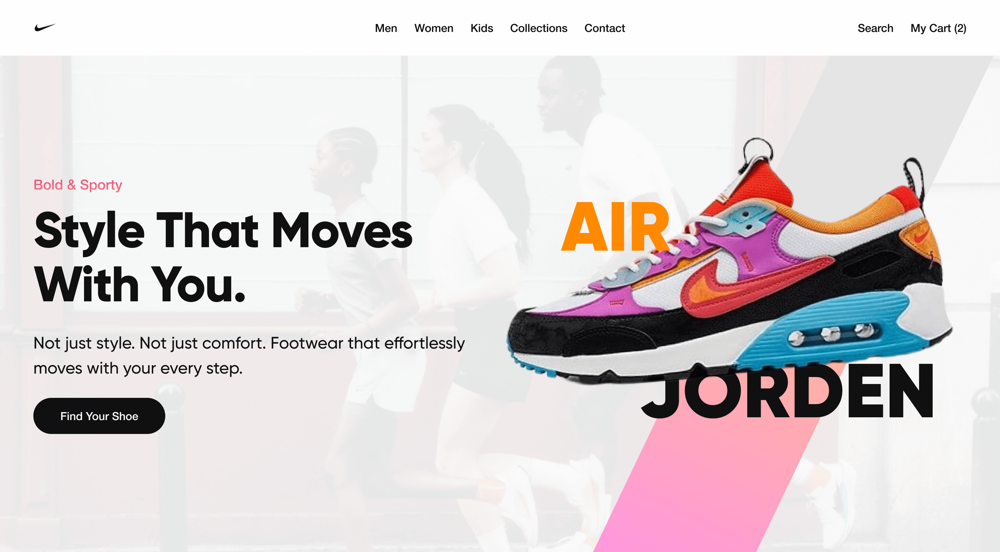 Men Women Kids Collections Contact
Search My Cart (2)
Bold & Sporty
Style That Moves
With You.
Not just style. Not just comfort. Footwear that effortlessly
moves with your every step.
Find Your Shoe
AIR
JORDEN